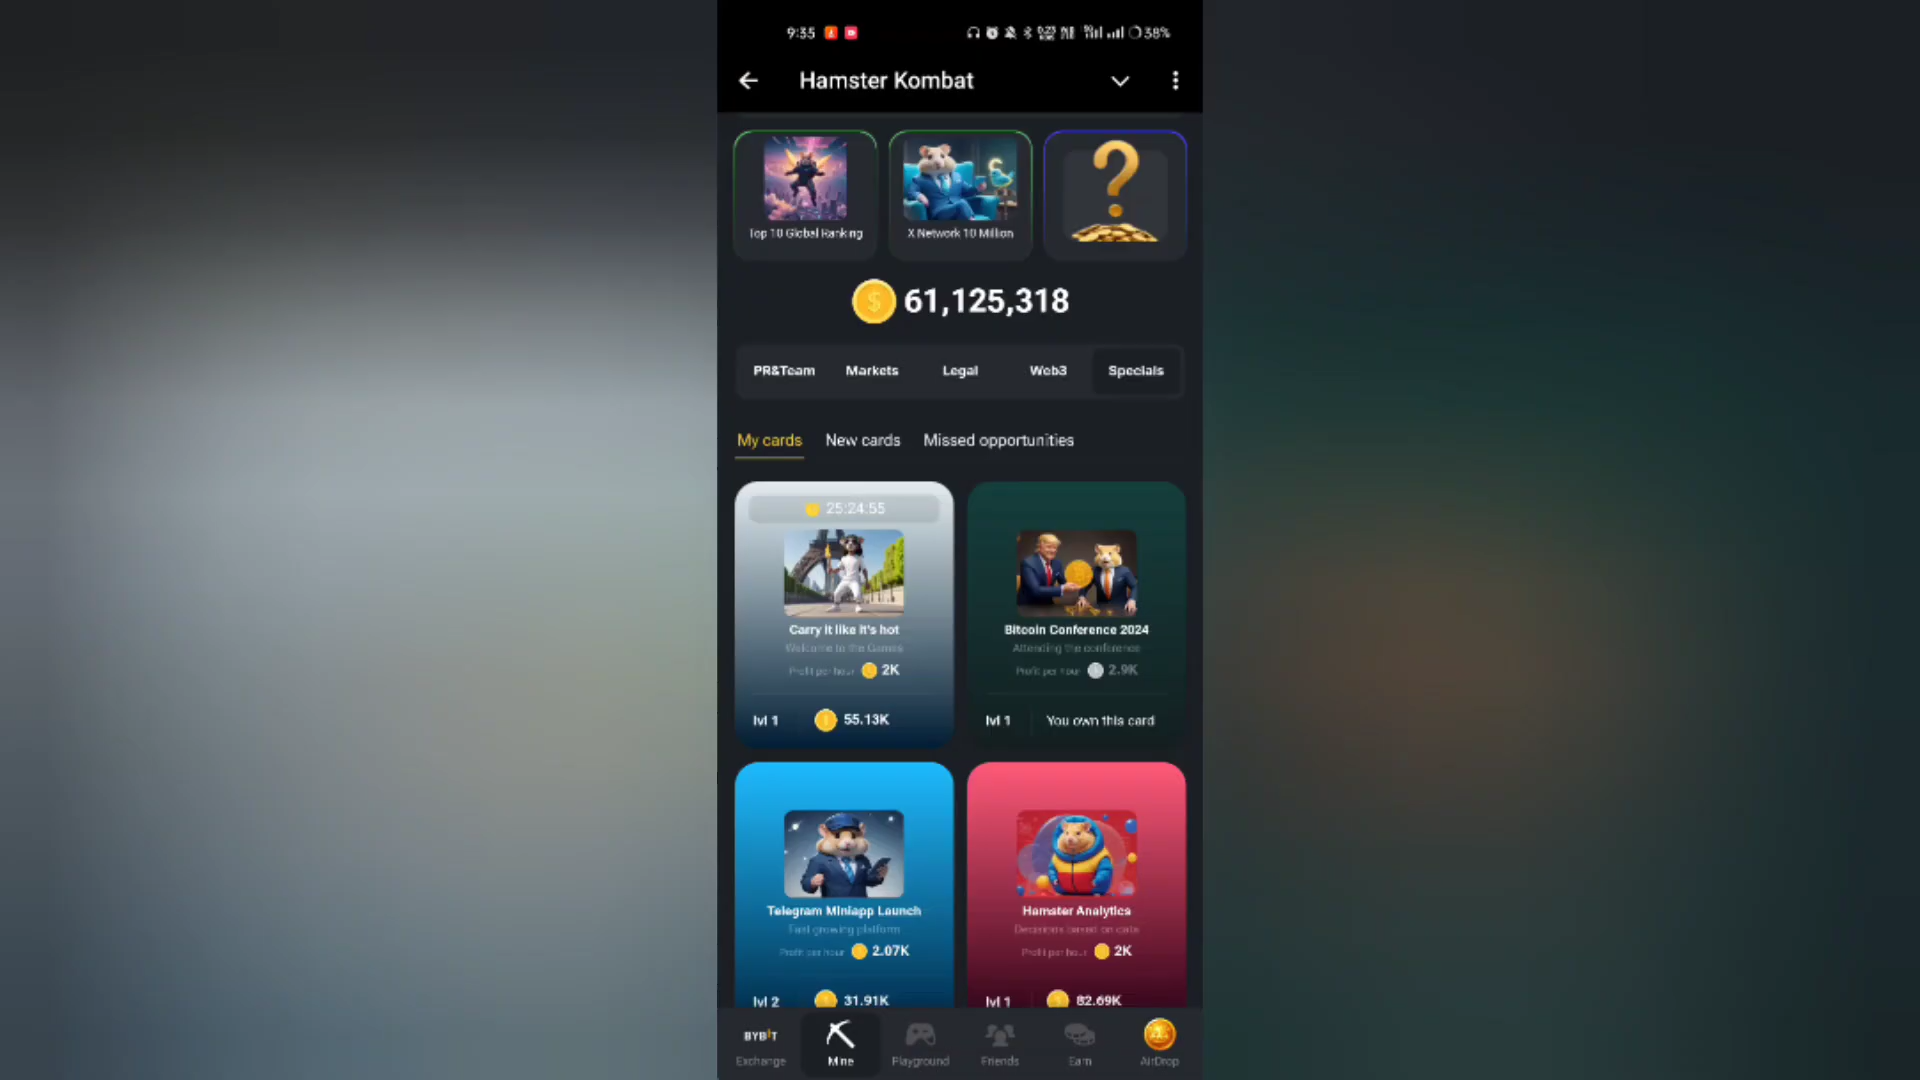 9:35
38%
Hamster Kombat
Top 10 Global Ranking
X Network 10 Million
61,125,318
PR&Team Markets Legal Web3 Specials
My cards New cards Missed opportunities
25:24:55
Carry it like it's hot
Welcome to the Games
Profit per hour 2K
lvl 1 55.13K
Bitcoin Conference 2024
Attending the conference
Profit per hour 2.9K
lvl 1 You own this card
Telegram Miniapp Launch
Fast growing platform
Profit per hour 2.07K
lvl 2 31.91K
Hamster Analytics
Decisions based on data
Profit per hour 2K
lvl 1 82.69K
BYBIT
Exchange Mine Playground Friends Earn AirDrop